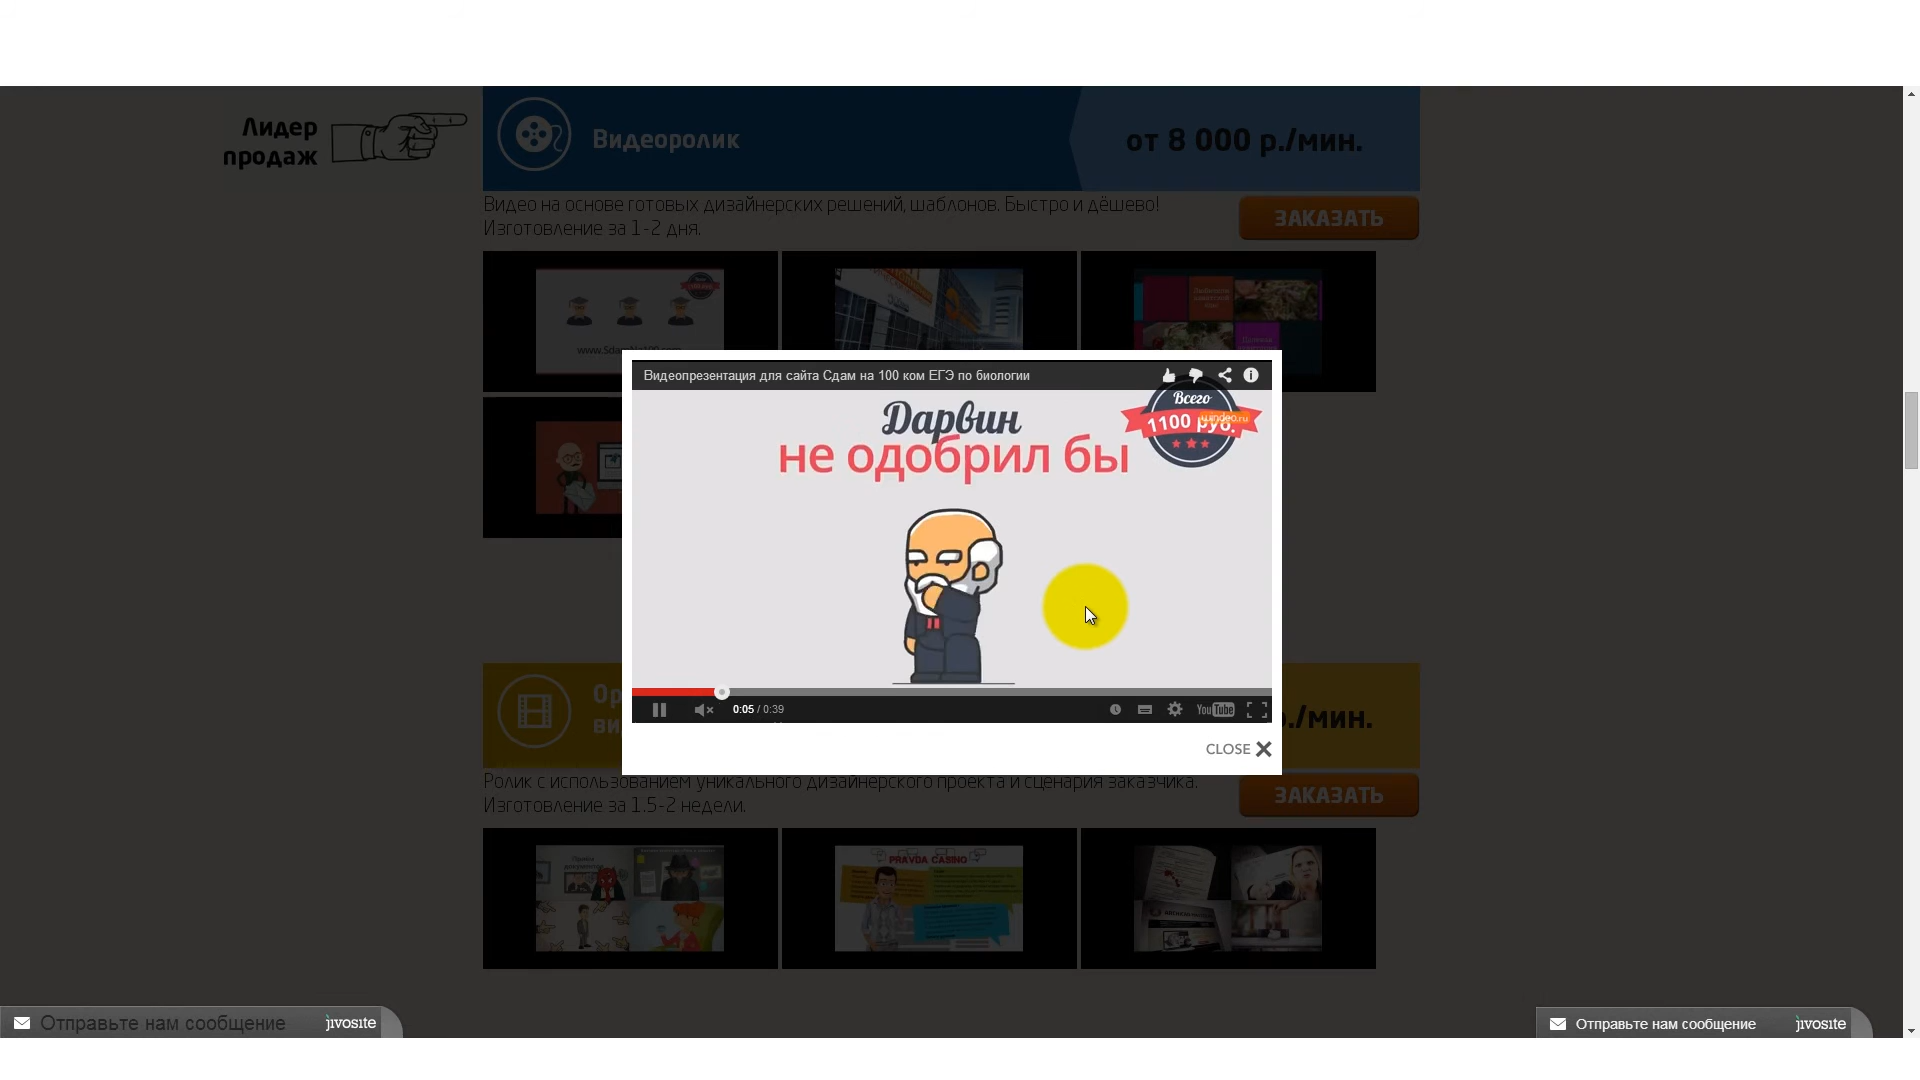 Лидер
продаж
Видеоролик
от 8 000 р./мин.
Видео на основе готовых дизайнерских решений, шаблонов. Быстро и дёшево!
Изготовление за 1-2 дня.
ЗАКАЗАТЬ
Видеопрезентация для сайта Сдам на 100 ком ЕГЭ по биологии
Дарвин
не одобрил бы
Всего
1100 руб.
0:05 / 0:39
YouTube
CLOSE
Ор
ви
р./мин.
Ролик с использованием уникального дизайнерского проекта и сценария заказчика.
Изготовление за 1.5-2 недели.
ЗАКАЗАТЬ
PRAVDA CASINO
Отправьте нам сообщение
jivosite
Отправьте нам сообщение
jivosite